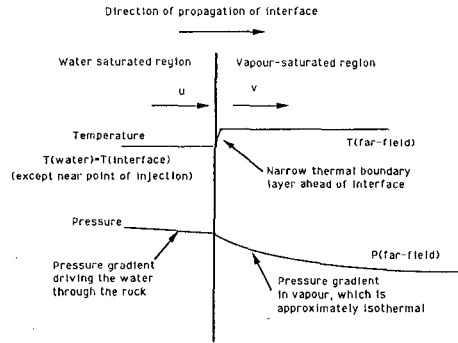 Direction of propagation of interface
Water saturated region
Vapour-saturated region
u
v
Temperature
T(water)=T(interface)
(except near point of injection)
T(far-field)
Narrow thermal boundary
layer ahead of interface
Pressure
P(far-field)
Pressure gradient
driving the water
through the rock
Pressure gradient
in vapour, which is
approximately isothermal